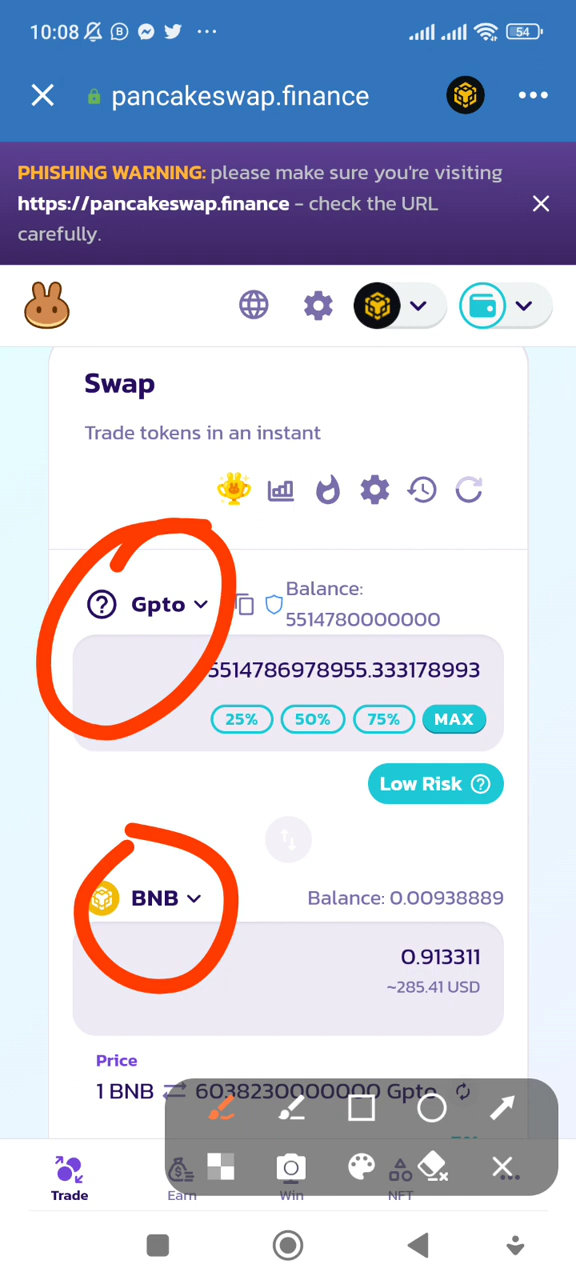 10:08
54
pancakeswap.finance
PHISHING WARNING: please make sure you're visiting
https://pancakeswap.finance - check the URL
carefully.
Swap
Trade tokens in an instant
Gpto
Balance:
5514780000000
5514786978955.333178993
25% 50% 75% MAX
Low Risk
BNB Balance: 0.00938889
0.913311
~285.41 USD
Price
1 BNB 6038230000000 Gpto
Trade Earn Win NFT